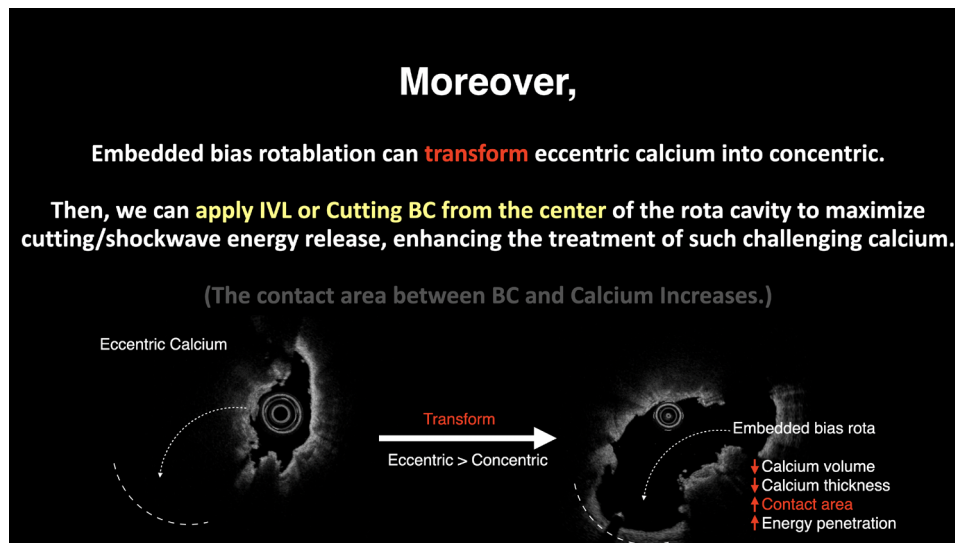 Moreover,
Embedded bias rotablation can transform eccentric calcium into concentric.
Then, we can apply IVL or Cutting BC from the center of the rota cavity to maximize
cutting/shockwave energy release, enhancing the treatment of such challenging calcium.
(The contact area between BC and Calcium Increases.)
Eccentric Calcium
Transform
Eccentric > Concentric
Embedded bias rota
↓Calcium volume
↓Calcium thickness
↑Contact area
↑Energy penetration